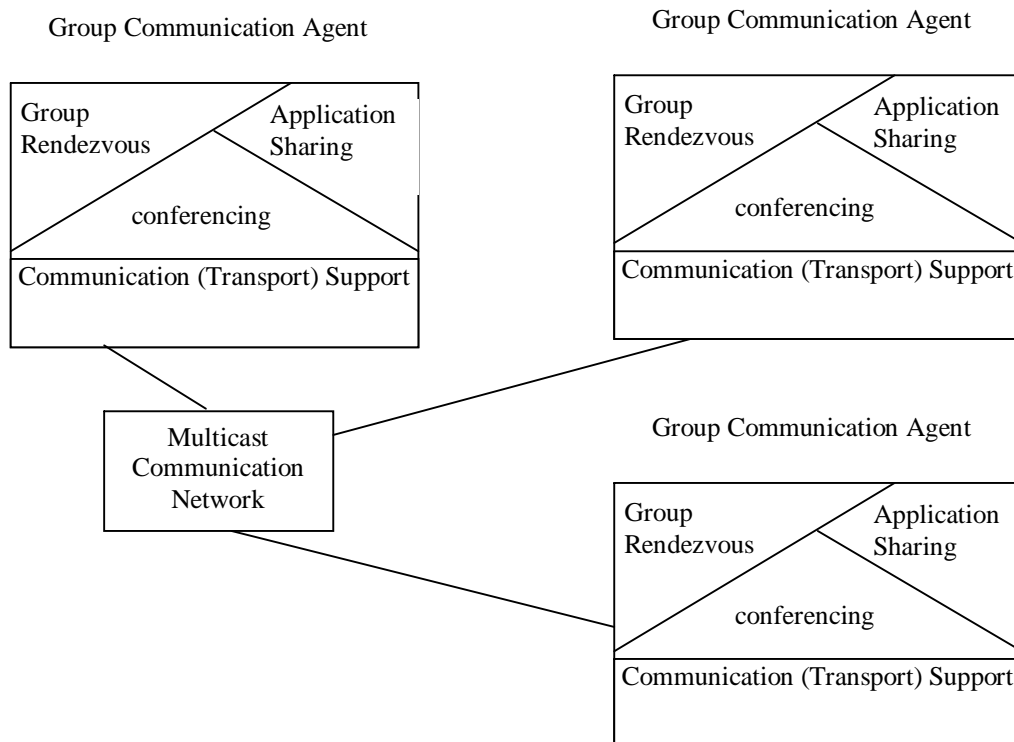 Group Communication Agent
Group
Rendezvous
Application
Sharing
conferencing
Communication (Transport) Support
Group Communication Agent
Group
Rendezvous
Application
Sharing
conferencing
Communication (Transport) Support
Multicast
Communication
Network
Group Communication Agent
Group
Rendezvous
Application
Sharing
conferencing
Communication (Transport) Support